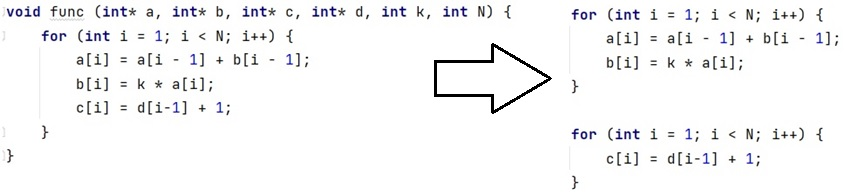 void func (int* a, int* b, int* c, int* d, int k, int N) {
    for (int i = 1; i < N; i++) {
        a[i] = a[i - 1] + b[i - 1];
        b[i] = k * a[i];
        c[i] = d[i-1] + 1;
    }
}
for (int i = 1; i < N; i++) {
    a[i] = a[i - 1] + b[i - 1];
    b[i] = k * a[i];
}
for (int i = 1; i < N; i++) {
    c[i] = d[i-1] + 1;
}